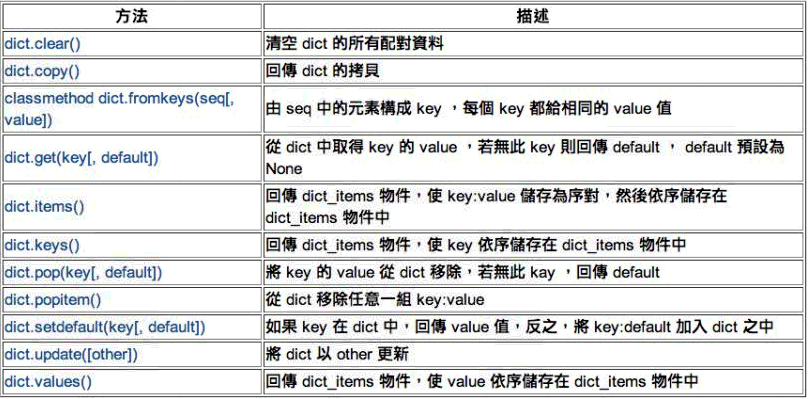 方法 描述
dict.clear() 清空 dict 的所有配對資料
dict.copy() 回傳 dict 的拷貝
classmethod dict.fromkeys(seq[,
value])
由 seq 中的元素構成 key ，每個 key 都給相同的 value 值
dict.get(key[, default])
從 dict 中取得 key 的 value ，若無此 key 則回傳 default ， default 預設為
None
dict.items()
回傳 dict_items 物件，使 key:value 儲存為序對，然後依序儲存在
dict_items 物件中
dict.keys() 回傳 dict_items 物件，使 key 依序儲存在 dict_items 物件中
dict.pop(key[, default]) 將 key 的 value 從 dict 移除，若無此 kay ，回傳 default
dict.popitem() 從 dict 移除任意一組 key:value
dict.setdefault(key[, default]) 如果 key 在 dict 中，回傳 value 值，反之，將 key:default 加入 dict 之中
dict.update([other]) 將 dict 以 other 更新
dict.values() 回傳 dict_items 物件，使 value 依序儲存在 dict_items 物件中